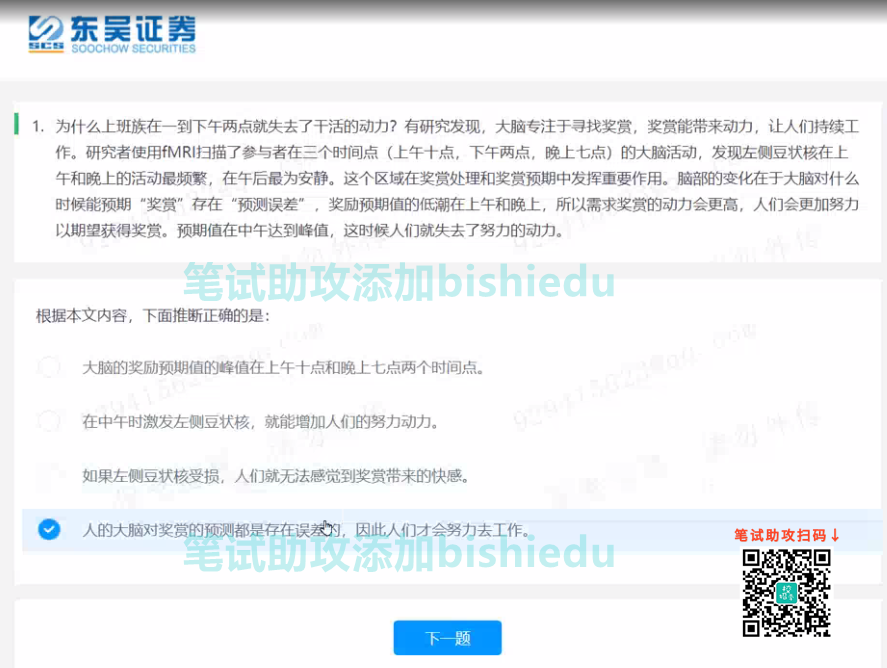 东吴证券
SCS SOOCHOW SECURITIES
1. 为什么上班族在一到下午两点就失去了干活的动力？有研究发现，大脑专注于寻找奖赏，奖赏能带来动力，让人们持续工
作。研究者使用fMRI扫描了参与者在三个时间点（上午十点，下午两点，晚上七点）的大脑活动，发现左侧豆状核在上
午和晚上的活动最频繁，在午后最为安静。这个区域在奖赏处理和奖赏预期中发挥重要作用。脑部的变化在于大脑对什么
时候能预期“奖赏”存在“预测误差”，奖励预期值的低潮在上午和晚上，所以需求奖赏的动力会更高，人们会更加努力
以期望获得奖赏。预期值在中午达到峰值，这时候人们就失去了努力的动力。
笔试助攻添加bishiedu
根据本文内容，下面推断正确的是：
大脑的奖励预期值的峰值在上午十点和晚上七点两个时间点。
在中午时激发左侧豆状核，就能增加人们的努力动力。
如果左侧豆状核受损，人们就无法感觉到奖赏带来的快感。
人的大脑对奖赏的预测都是存在误差的，因此人们才会努力去工作。
笔试助攻添加bishiedu
笔试助攻扫码↓
下一题